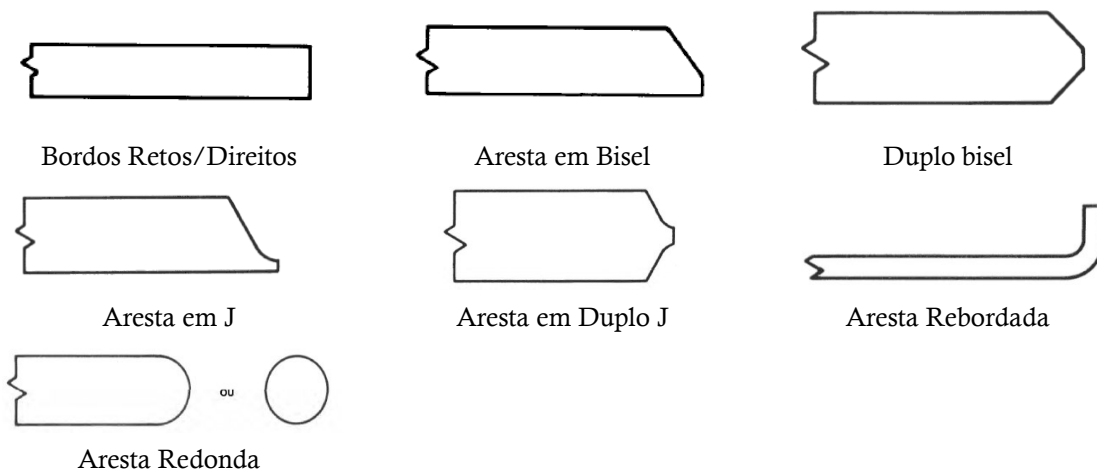 Bordos Retos/Direitos
Aresta em Bisel
Duplo bisel
Aresta em J
Aresta em Duplo J
Aresta Rebordada
ou
Aresta Redonda